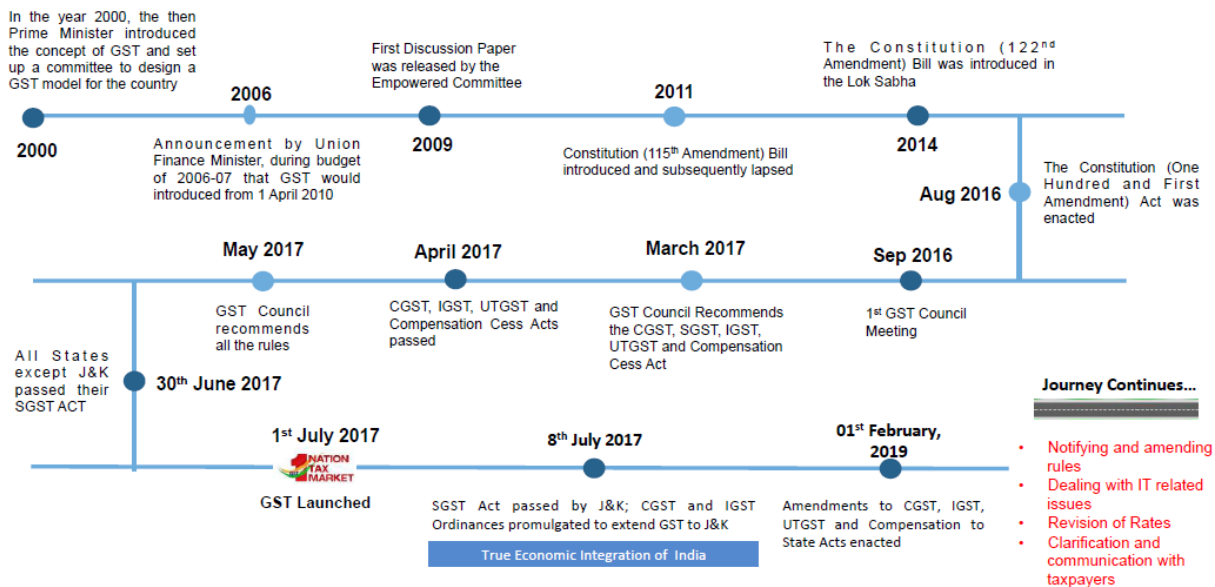 In the year 2000, the then
Prime Minister introduced
the concept of GST and set
up a committee to design a
GST model for the country
2000
2006
Announcement by Union
Finance Minister, during budget
of 2006-07 that GST would
introduced from 1 April 2010
First Discussion Paper
was released by the
Empowered Committee
2009
2011
Constitution (115th Amendment) Bill
introduced and subsequently lapsed
The Constitution (122nd
Amendment) Bill was introduced in
the Lok Sabha
2014
Aug 2016
The Constitution (One
Hundred and First
Amendment) Act was
enacted
Sep 2016
1st GST Council
Meeting
March 2017
GST Council Recommends
the CGST, SGST, IGST,
UTGST and Compensation
Cess Act
April 2017
CGST, IGST, UTGST and
Compensation Cess Acts
passed
May 2017
GST Council
recommends
all the rules
All States
except J&K
passed their
SGST ACT
30th June 2017
1st July 2017
1 NATION
TAX
MARKET
GST Launched
8th July 2017
SGST Act passed by J&K; CGST and IGST
Ordinances promulgated to extend GST to J&K
True Economic Integration of India
01st February,
2019
Amendments to CGST, IGST,
UTGST and Compensation to
State Acts enacted
Journey Continues...
• Notifying and amending
rules
• Dealing with IT related
issues
• Revision of Rates
• Clarification and
communication with
taxpayers